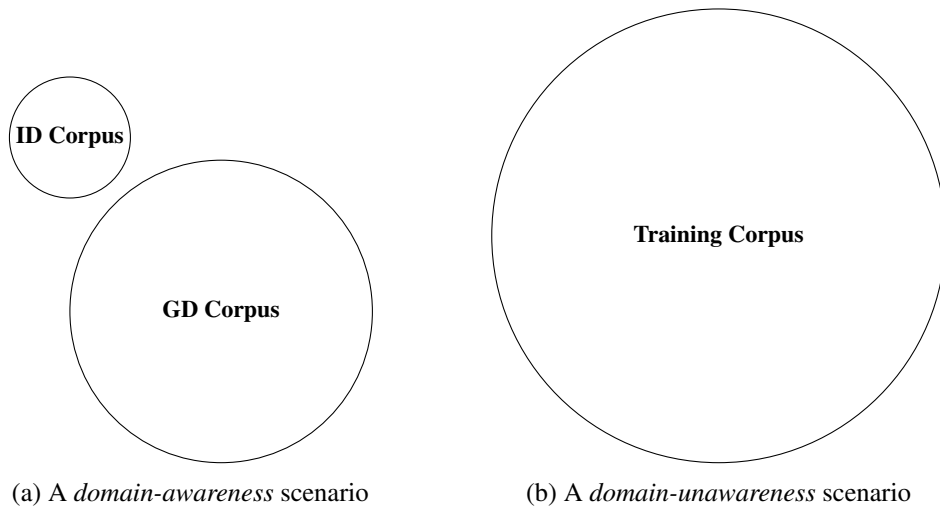 ID Corpus
GD Corpus
Training Corpus
(a) A domain-awareness scenario
(b) A domain-unawareness scenario